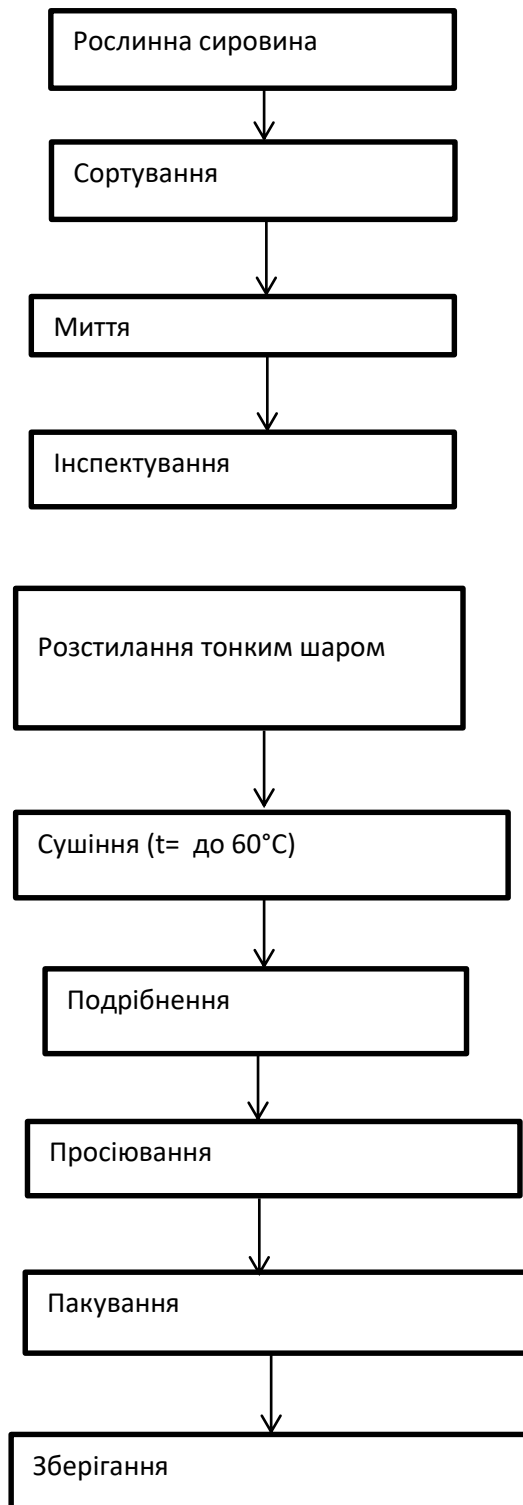 Рослинна сировина
Сортування
Миття
Інспектування
Розстилання тонким шаром
Сушіння (t=  до 60°С)
Подрібнення
Просіювання
Пакування
Зберігання